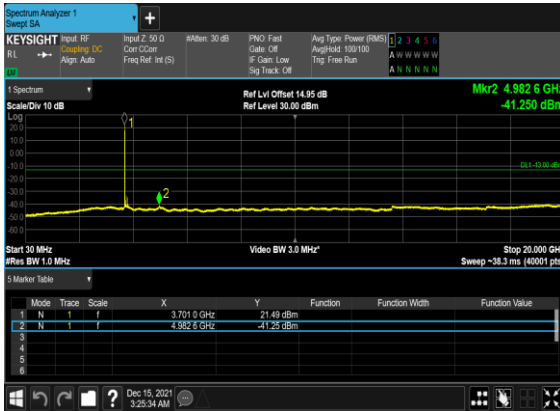 Spectrum Analyzer 1
Swept SA
KEYSIGHT
RL
Input: RF
Coupling: DC
Align: Auto
Input Z: 50 Ω
Corr CCorr
Freq Ref: Int (S)
#Atten: 30 dB
PNO: Fast
Gate: Off
IF Gain: Low
Sig Track: Off
Avg Type: Power (RMS)
Avg|Hold: 100/100
Trig: Free Run
1 2 3 4 5 6
A W W W W W
A N N N N N
1 Spectrum
Scale/Div 10 dB
Ref Lvl Offset 14.95 dB
Ref Level 30.00 dBm
Mkr2 4.982 6 GHz
-41.250 dBm
Log
20.0
10.0
0.00
-10.0
-20.0
-30.0
-40.0
-50.0
-60.0
1
2
DL1 -13.00 dBm
Start 30 MHz
#Res BW 1.0 MHz
Video BW 3.0 MHz*
Stop 20.000 GHz
Sweep ~38.3 ms (40001 pts)
5 Marker Table
Mode Trace Scale X Y Function Function Width Function Value
1 N 1 f 3.701 0 GHz 21.49 dBm
2 N 1 f 4.982 6 GHz -41.25 dBm
3
4
5
6
Dec 15, 2021
3:25:34 AM